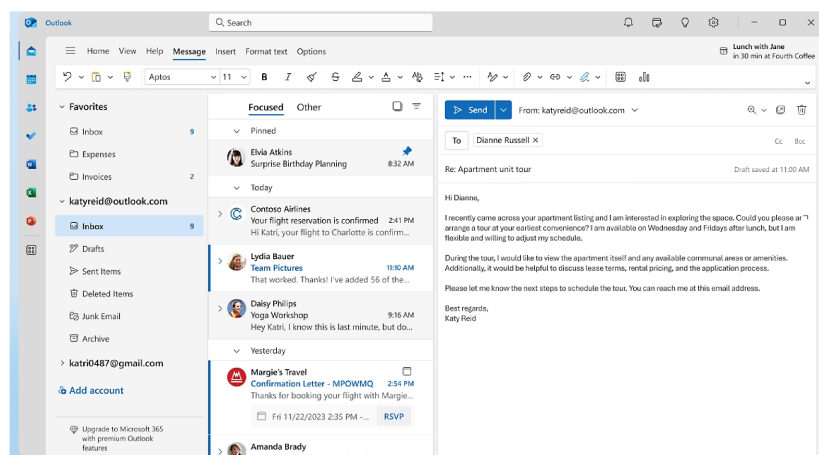 Outlook
Search
Home View Help Message Insert Format text Options
Lunch with Jane
in 30 min at Fourth Coffee
Aptos 11 B I S A
Favorites
Inbox 9
Expenses
Invoices 2
katyreid@outlook.com
Inbox 9
Drafts
Sent Items
Deleted Items
Junk Email
Archive
katri0487@gmail.com
Add account
Upgrade to Microsoft 365
with premium Outlook
features
Focused Other
Pinned
Elvia Atkins
Surprise Birthday Planning 8:32 AM
Today
Contoso Airlines
Your flight reservation is confirmed 2:41 PM
Hi Katri, your flight to Charlotte is confirm...
Lydia Bauer
Team Pictures 11:10 AM
That worked. Thanks! I've added 56 of the...
Daisy Philips
Yoga Workshop 9:16 AM
Hey Katri, I know this is last minute, but do...
Yesterday
Margie's Travel
Confirmation Letter - MPOWMQ 2:54 PM
Thanks for booking your flight with Margie...
Fri 11/22/2023 2:35 PM -... RSVP
Amanda Brady
Send From: katyreid@outlook.com
To Dianne Russell Cc Bcc
Re: Apartment unit tour Draft saved at 11:00 AM
Hi Dianne,
I recently came across your apartment listing and I am interested in exploring the space. Could you please ar
arrange a tour at your earliest convenience? I am available on Wednesday and Fridays after lunch, but I am
flexible and willing to adjust my schedule.
During the tour, I would like to view the apartment itself and any available communal areas or amenities.
Additionally, it would be helpful to discuss lease terms, rental pricing, and the application process.
Please let me know the next steps to schedule the tour. You can reach me at this email address.
Best regards,
Katy Reid